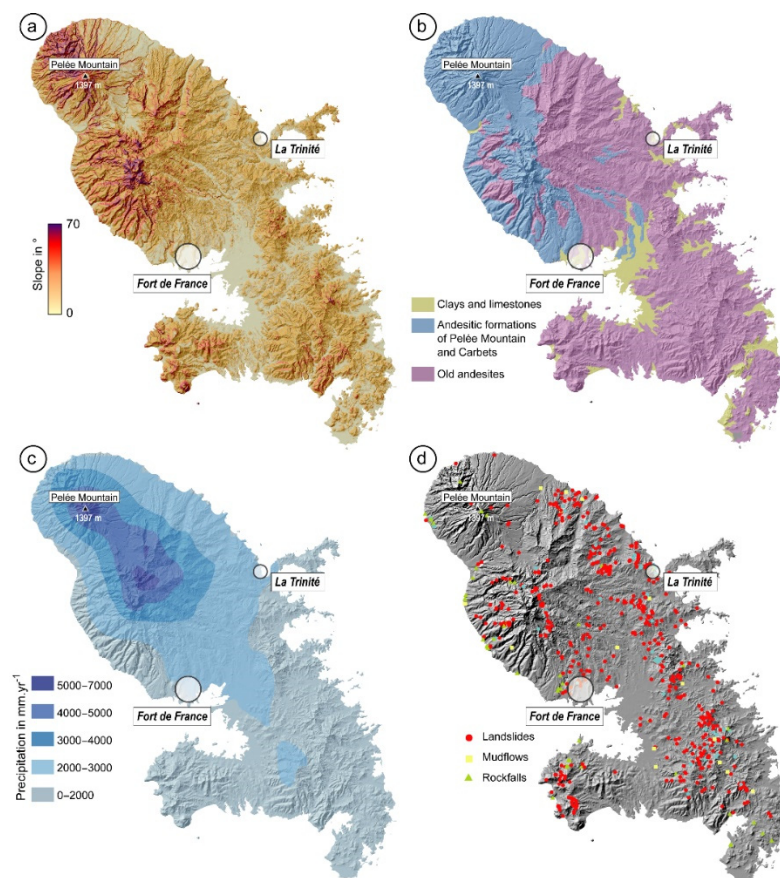 a
Pelée Mountain
1397 m
La Trinité
Fort de France
Slope in °
70
0
b
Pelée Mountain
1397 m
La Trinité
Fort de France
Clays and limestones
Andesitic formations
of Pelée Mountain
and Carbets
Old andesites
c
Pelée Mountain
1397 m
La Trinité
Fort de France
Precipitation in mm.yr⁻¹
5000–7000
4000–5000
3000–4000
2000–3000
0–2000
d
Pelée Mountain
1397 m
La Trinité
Fort de France
Landslides
Mudflows
Rockfalls